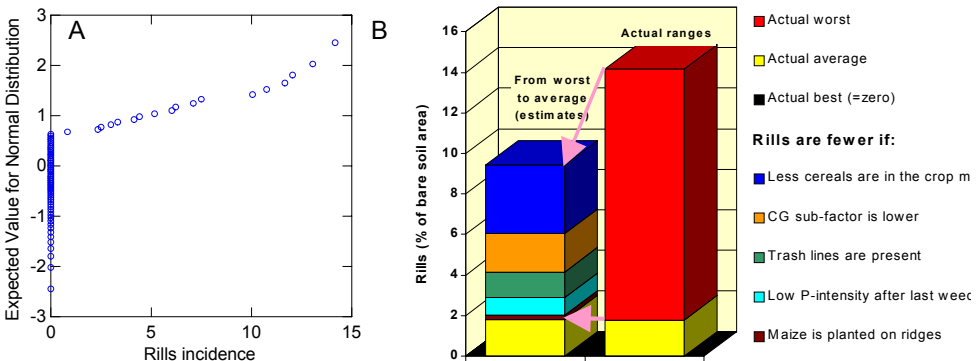 A
Expected Value for Normal Distribution
3
2
1
0
-1
-2
-3
0
5
10
15
Rills incidence
B
Rills (% of bare soil area)
16
14
12
10
8
6
4
2
0
Actual ranges
From worst
to average
(estimates)
Actual worst
Actual average
Actual best (=zero)
Rills are fewer if:
Less cereals are in the crop m
CG sub-factor is lower
Trash lines are present
Low P-intensity after last weed
Maize is planted on ridges